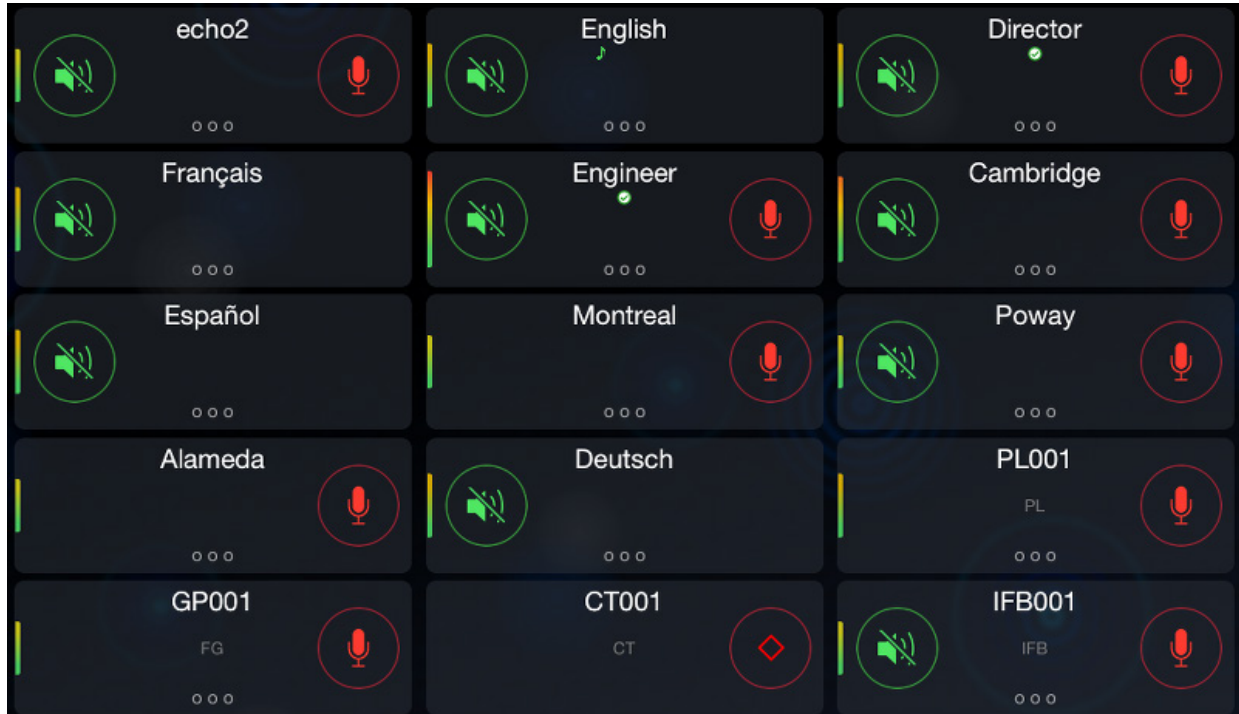 echo2
English
Director
Français
Engineer
Cambridge
Español
Montreal
Poway
Alameda
Deutsch
PL001
PL
GP001
FG
CT001
CT
IFB001
IFB